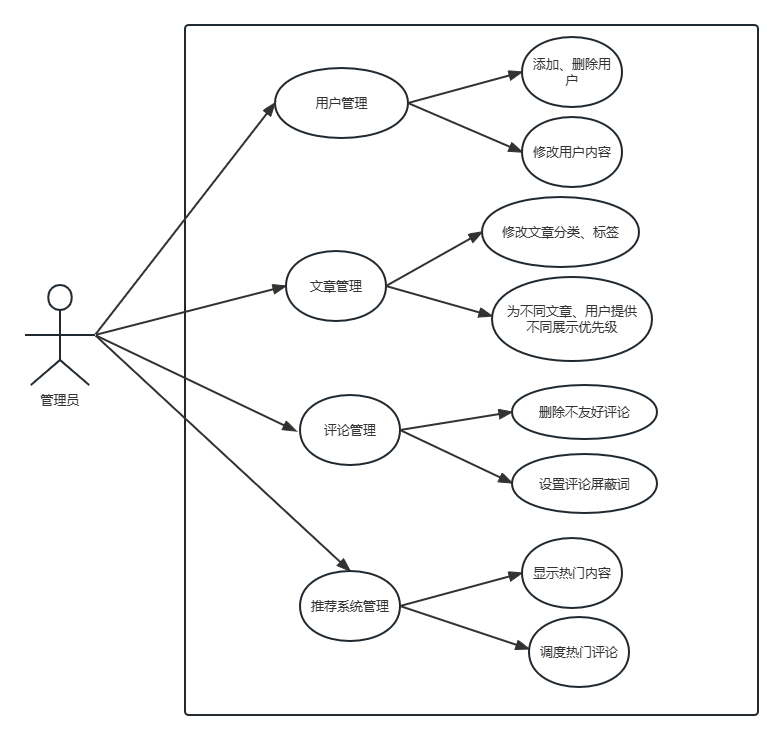 用户管理
添加、删除用
户
修改用户内容
文章管理
修改文章分类、标签
为不同文章、用户提供
不同展示优先级
管理员
评论管理
删除不友好评论
设置评论屏蔽词
推荐系统管理
显示热门内容
调度热门评论